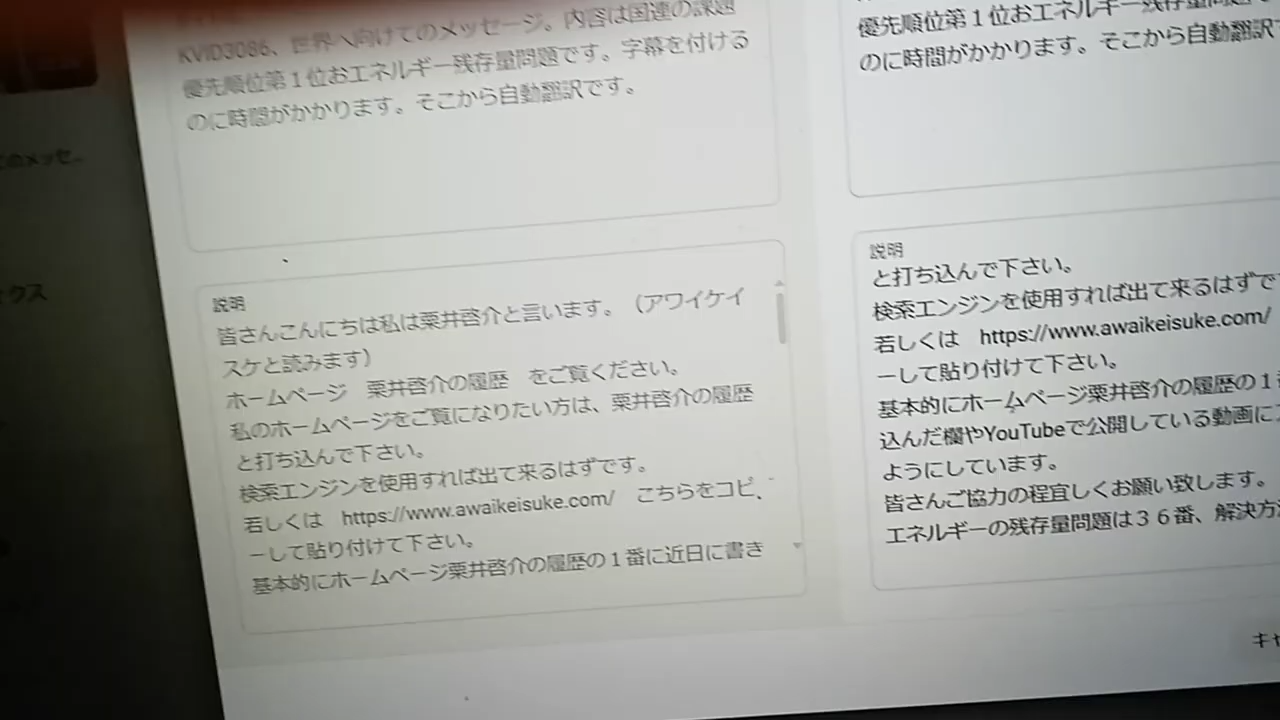 KVID3086、世界へ向けてのメッセージ。内容は国連の課題
優先順位第１位おエネルギー残存量問題です。字幕を付ける
のに時間がかかります。そこから自動翻訳です。
説明
皆さんこんにちは私は栗井啓介と言います。（アワイケイ
スケと読みます）
ホームページ　栗井啓介の履歴　をご覧ください。
私のホームページをご覧になりたい方は、栗井啓介の履歴
と打ち込んで下さい。
検索エンジンを使用すれば出て来るはずです。
若しくは　https://www.awaikeisuke.com/　こちらをコピ
ーして貼り付けて下さい。
基本的にホームページ栗井啓介の履歴の１番に近日に書き
優先順位第１位おエネルギー残存量問題
のに時間がかかります。そこから自動翻訳
説明
と打ち込んで下さい。
検索エンジンを使用すれば出て来るはずで
若しくは　https://www.awaikeisuke.com/
ーして貼り付けて下さい。
基本的にホームページ栗井啓介の履歴の１
込んだ欄やYouTubeで公開している動画に
ようにしています。
皆さんご協力の程宜しくお願い致します。
エネルギーの残存量問題は３６番、解決方
のメッセ
クス
キ